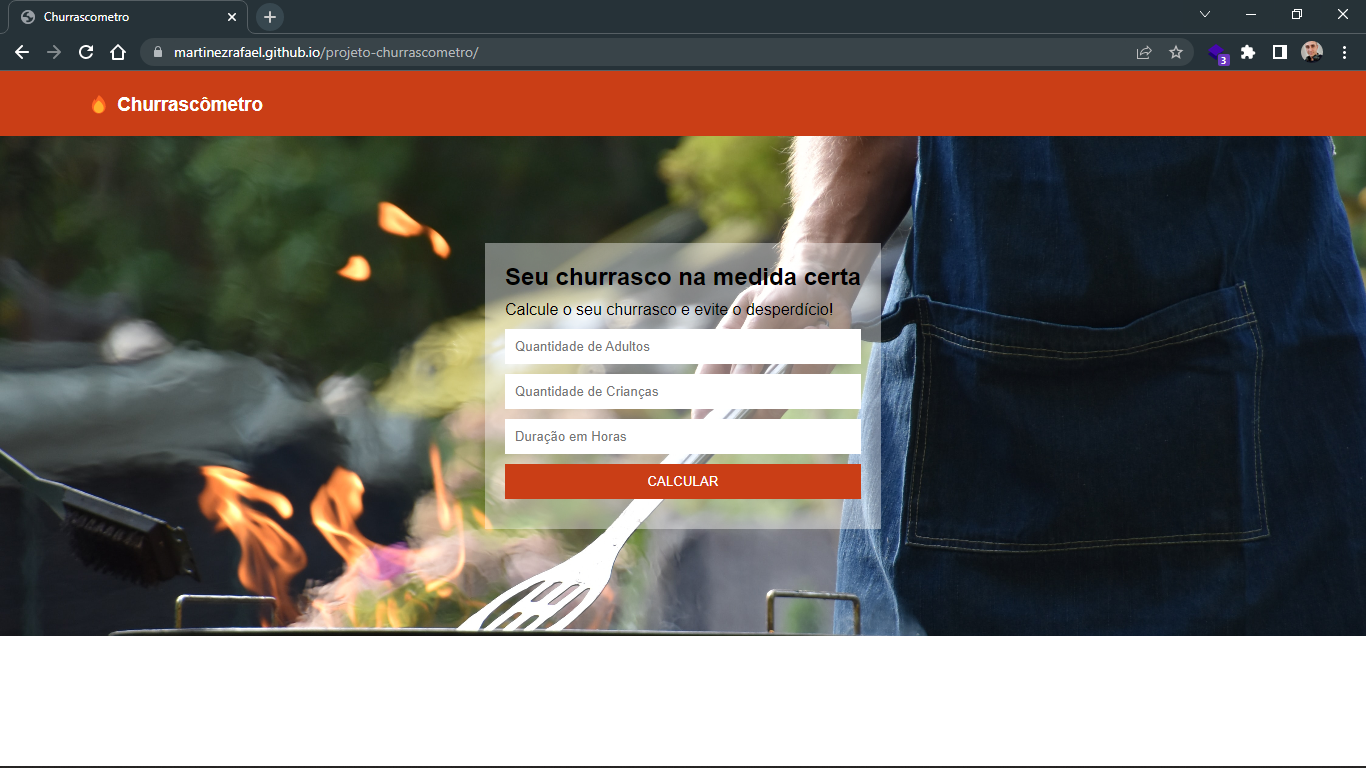 Churrascometro
martinezrafael.github.io/projeto-churrascometro/
3
Churrascômetro
Seu churrasco na medida certa
Calcule o seu churrasco e evite o desperdício!
Quantidade de Adultos
Quantidade de Crianças
Duração em Horas
CALCULAR